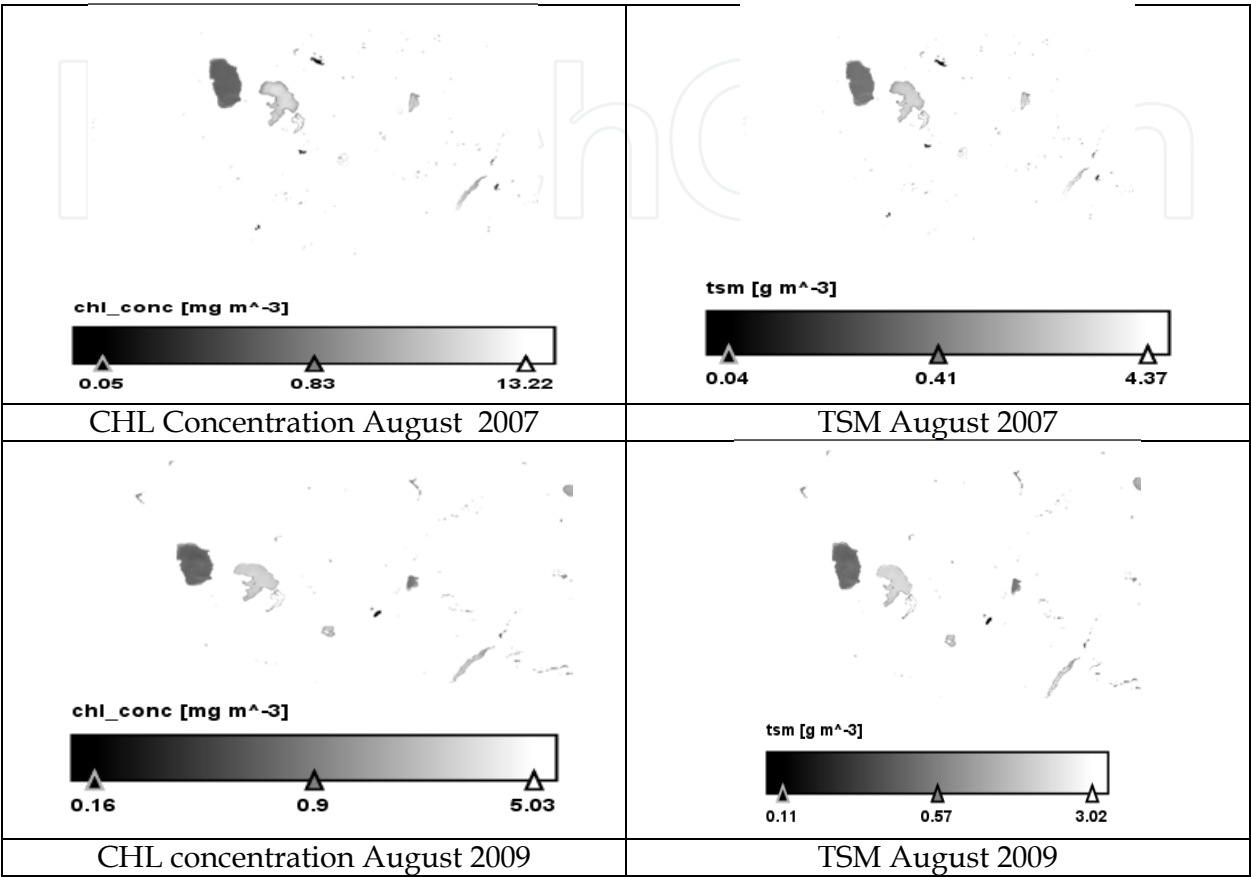 chl_conc [mg m^-3]
0.05 0.83 13.22
tsm [g m^-3]
0.04 0.41 4.37
CHL Concentration August  2007
TSM August 2007
chl_conc [mg m^-3]
0.16 0.9 5.03
tsm [g m^-3]
0.11 0.57 3.02
CHL concentration August 2009
TSM August 2009